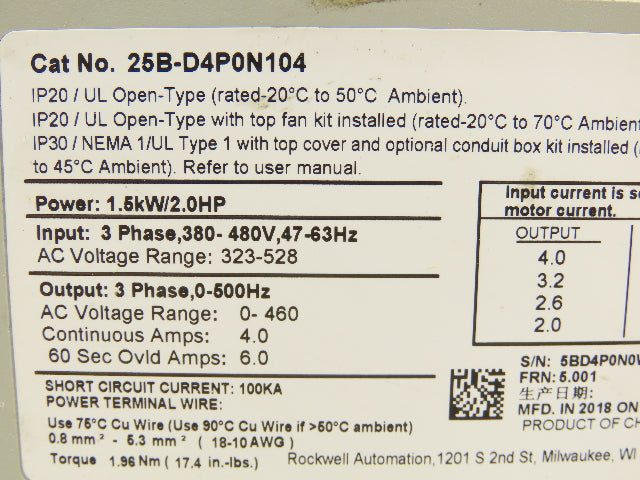 Cat No. 25B-D4P0N104
IP20 / UL Open-Type (rated-20°C to 50°C Ambient).
IP20 / UL Open-Type with top fan kit installed (rated-20°C to 70°C Ambient
IP30 / NEMA 1/UL Type 1 with top cover and optional conduit box kit installed (
to 45°C Ambient). Refer to user manual.
Power: 1.5kW/2.0HP
Input: 3 Phase,380- 480V,47-63Hz
AC Voltage Range: 323-528
Output: 3 Phase,0-500Hz
AC Voltage Range: 0- 460
Continuous Amps: 4.0
60 Sec Ovld Amps: 6.0
SHORT CIRCUIT CURRENT: 100KA
POWER TERMINAL WIRE:
Use 75°C Cu Wire (Use 90°C Cu Wire if >50°C ambient)
0.8 mm² - 5.3 mm² ( 18-10 AWG )
Torque 1.96 Nm ( 17.4 in.-lbs.)
Input current is
motor current.
OUTPUT
4.0
3.2
2.6
2.0
S/N: 5BD4P0N0
FRN: 5.001
生产日期:
MFD. IN 2018 ON
PRODUCT OF
Rockwell Automation,1201 S 2nd St, Milwaukee, WI